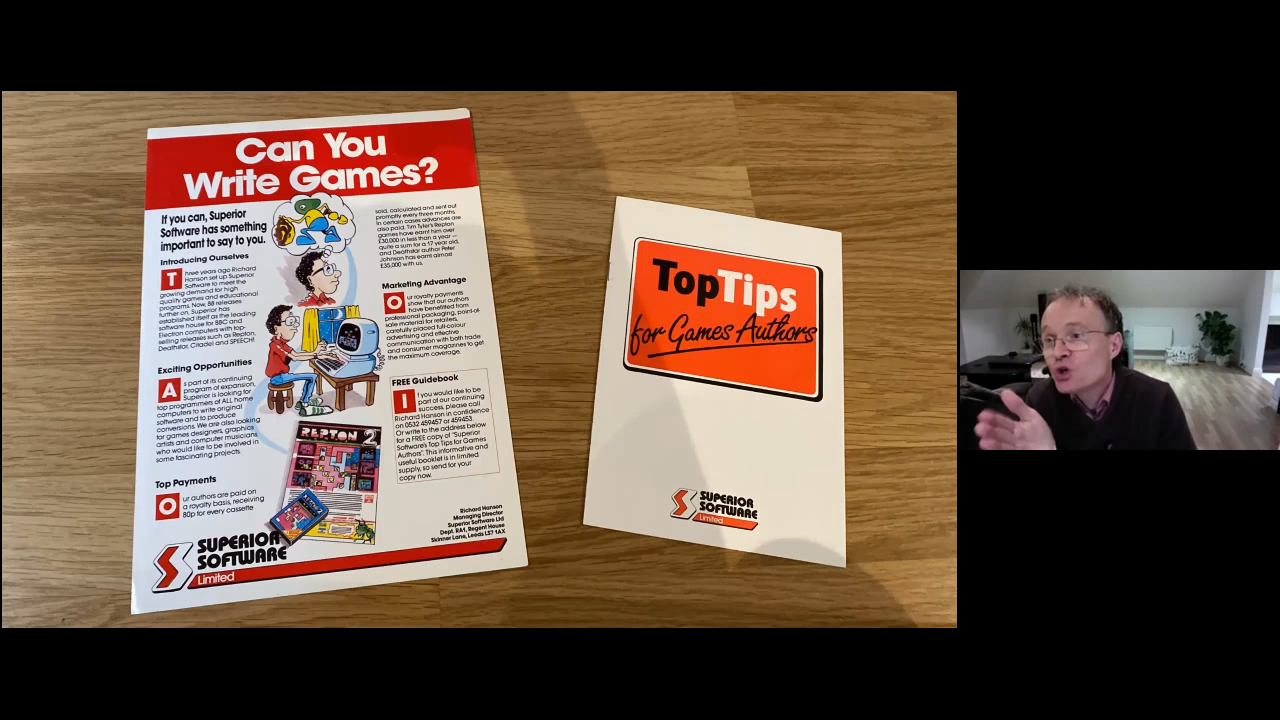 Can You
Write Games?
If you can, Superior
Software has something
important to say to you.
Introducing Ourselves
Three years ago Richard
Hanson set up Superior
Software to meet the
growing demand for high
quality games and educational
programs. Now, 88 releases
further on, Superior has
established itself as the leading
software house for BBC and
Electron computers with top-
selling releases such as Repton,
Deathstar, Citadel and SPEECH!
Exciting Opportunities
As part of its continuing
program of expansion,
Superior is looking for
top programmers of ALL home
computers to write original
software and to produce
conversions. We are also looking
for games designers, graphics
artists and computer musicians
who would like to be involved in
some fascinating projects.
Top Payments
Our authors are paid on
a royalty basis, receiving
80p for every cassette
sold, calculated and sent out
promptly every three months.
In certain cases advances are
also paid. Tim Tyler's Repton
games have earnt him over
£30,000 in less than a year —
quite a sum for a 17 year old,
and Deathstar author Peter
Johnson has earnt almost
£35,000 with us.
Marketing Advantage
Our royalty payments
show that our authors
have benefited from
professional packaging, point-of-
sale material for retailers,
carefully placed full-colour
advertising and effective
communication with both trade
and consumer magazines to get
the maximum coverage.
FREE Guidebook
If you would like to be
part of our continuing
success, please call
Richard Hanson in confidence
on 0532 459457 or 459453.
Or write to the address below
for a FREE copy of "Superior
Software's Top Tips for Games
Authors". This informative and
useful booklet is in limited
supply, so send for your
copy now.
REPTON 2
Richard Hanson
Managing Director
Superior Software Ltd
Dept. RA1, Regent House
Skinner Lane, Leeds LS7 1AX
SUPERIOR
SOFTWARE
Limited
Top Tips
for Games Authors
SUPERIOR
SOFTWARE
Limited